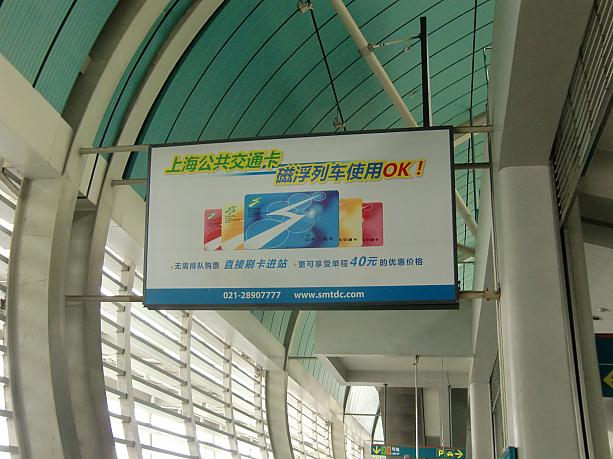 上海公共交通卡
磁浮列车使用OK！
·无需排队购票 直接刷卡进站 ·更可享受单程40元的优惠价格
021-28907777 www.smtdc.com